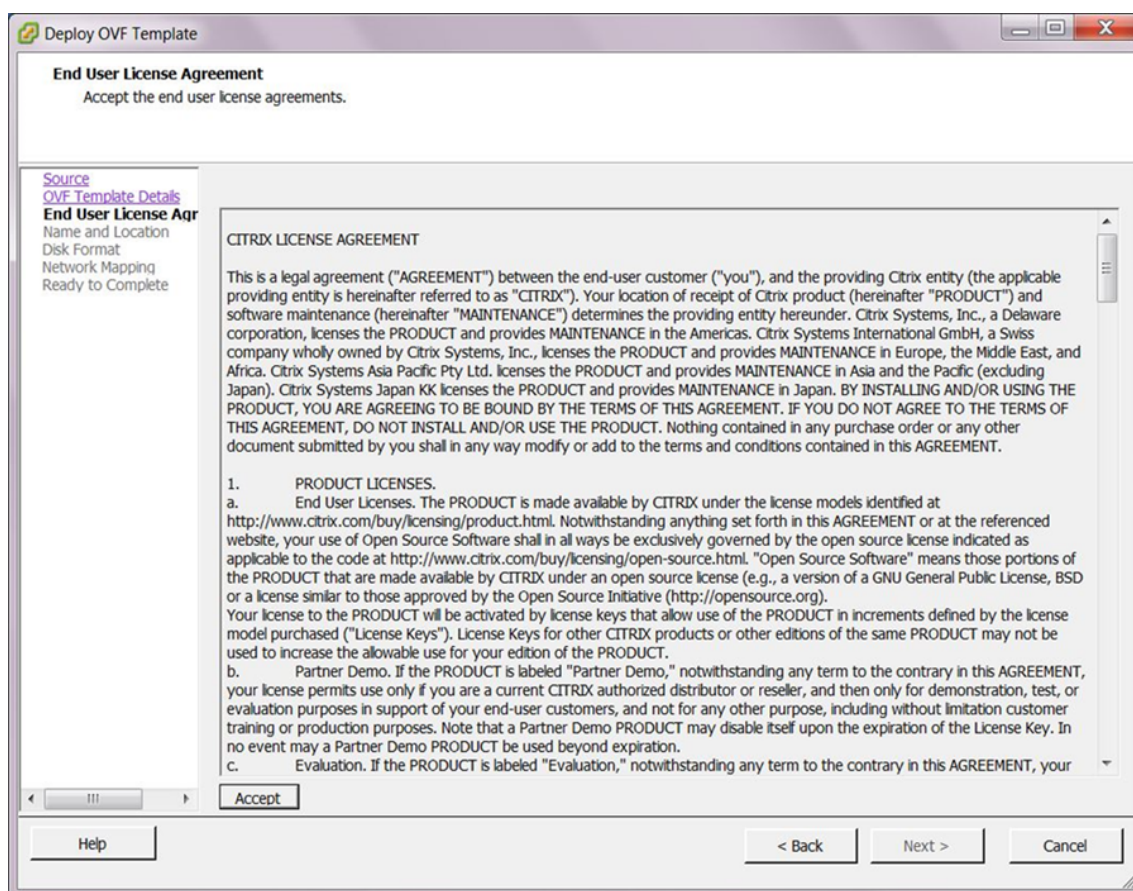 Deploy OVF Template
End User License Agreement
Accept the end user license agreements.
Source
OVF Template Details
End User License Agr
Name and Location
Disk Format
Network Mapping
Ready to Complete
CITRIX LICENSE AGREEMENT
This is a legal agreement ("AGREEMENT") between the end-user customer ("you"), and the providing Citrix entity (the applicable
providing entity is hereinafter referred to as "CITRIX"). Your location of receipt of Citrix product (hereinafter "PRODUCT") and
software maintenance (hereinafter "MAINTENANCE") determines the providing entity hereunder. Citrix Systems, Inc., a Delaware
corporation, licenses the PRODUCT and provides MAINTENANCE in the Americas. Citrix Systems International GmbH, a Swiss
company wholly owned by Citrix Systems, Inc., licenses the PRODUCT and provides MAINTENANCE in Europe, the Middle East, and
Africa. Citrix Systems Asia Pacific Pty Ltd. licenses the PRODUCT and provides MAINTENANCE in Asia and the Pacific (excluding
Japan). Citrix Systems Japan KK licenses the PRODUCT and provides MAINTENANCE in Japan. BY INSTALLING AND/OR USING THE
PRODUCT, YOU ARE AGREEING TO BE BOUND BY THE TERMS OF THIS AGREEMENT. IF YOU DO NOT AGREE TO THE TERMS OF
THIS AGREEMENT, DO NOT INSTALL AND/OR USE THE PRODUCT. Nothing contained in any purchase order or any other
document submitted by you shall in any way modify or add to the terms and conditions contained in this AGREEMENT.
1. PRODUCT LICENSES.
a. End User Licenses. The PRODUCT is made available by CITRIX under the license models identified at
http://www.citrix.com/buy/licensing/product.html. Notwithstanding anything set forth in this AGREEMENT or at the referenced
website, your use of Open Source Software shall in all ways be exclusively governed by the open source license indicated as
applicable to the code at http://www.citrix.com/buy/licensing/open-source.html. "Open Source Software" means those portions of
the PRODUCT that are made available by CITRIX under an open source license (e.g., a version of a GNU General Public License, BSD
or a license similar to those approved by the Open Source Initiative (http://opensource.org).
Your license to the PRODUCT will be activated by license keys that allow use of the PRODUCT in increments defined by the license
model purchased ("License Keys"). License Keys for other CITRIX products or other editions of the same PRODUCT may not be
used to increase the allowable use for your edition of the PRODUCT.
b. Partner Demo. If the PRODUCT is labeled "Partner Demo," notwithstanding any term to the contrary in this AGREEMENT,
your license permits use only if you are a current CITRIX authorized distributor or reseller, and then only for demonstration, test, or
evaluation purposes in support of your end-user customers, and not for any other purpose, including without limitation customer
training or production purposes. Note that a Partner Demo PRODUCT may disable itself upon the expiration of the License Key. In
no event may a Partner Demo PRODUCT be used beyond expiration.
c. Evaluation. If the PRODUCT is labeled "Evaluation," notwithstanding any term to the contrary in this AGREEMENT, your
Accept
Help
< Back
Next >
Cancel